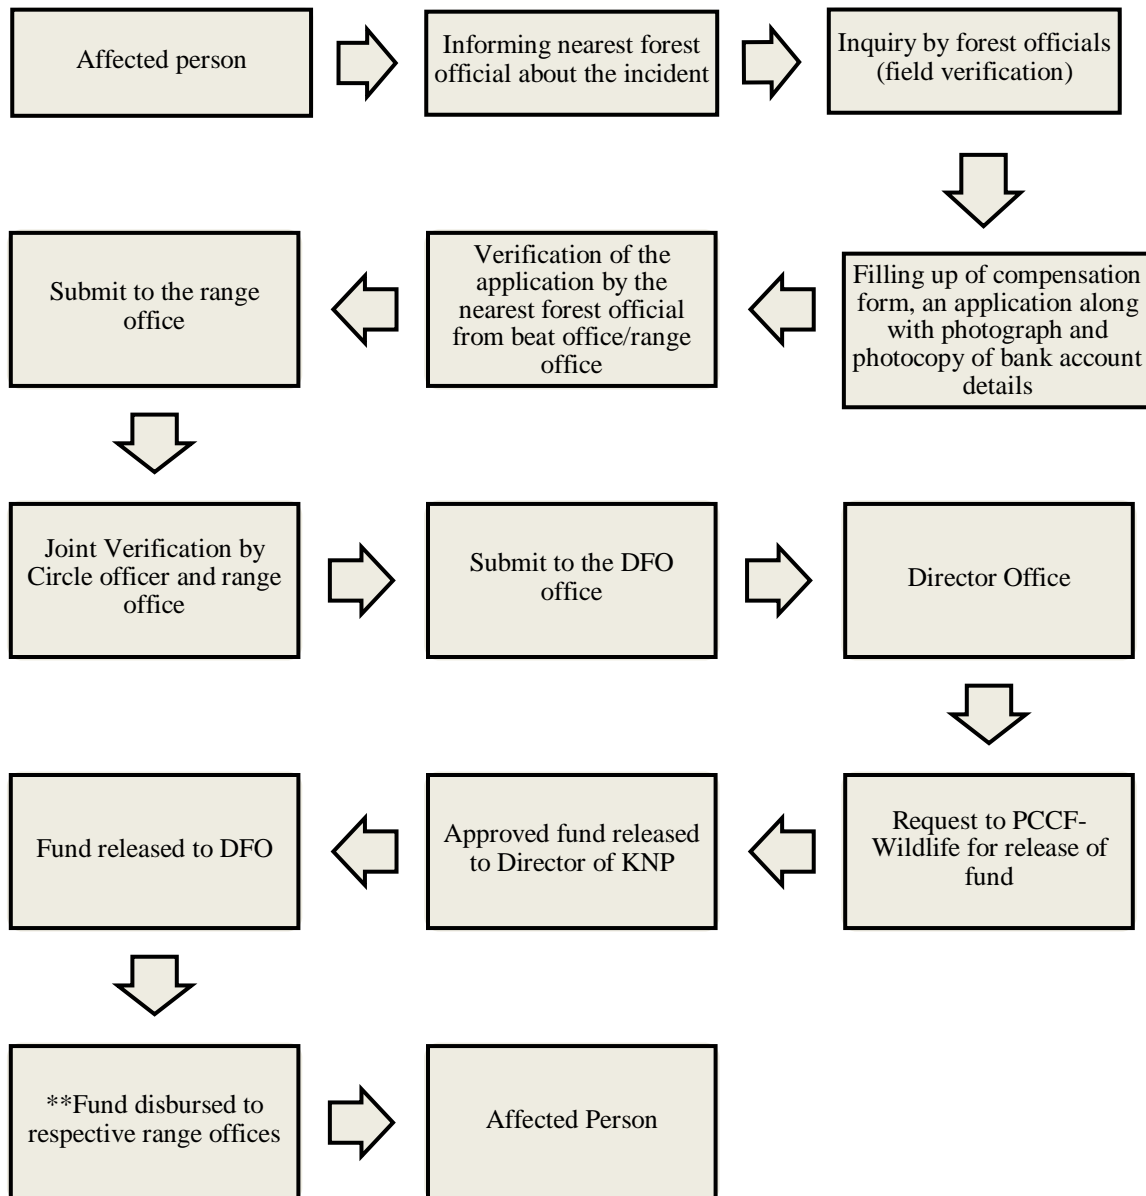 Affected person
Informing nearest forest
official about the incident
Inquiry by forest officials
(field verification)
Filling up of compensation
form, an application along
with photograph and
photocopy of bank account
details
Verification of the
application by the
nearest forest official
from beat office/range
office
Submit to the range
office
Joint Verification by
Circle officer and range
office
Submit to the DFO
office
Director Office
Request to PCCF-
Wildlife for release of
fund
Approved fund released
to Director of KNP
Fund released to DFO
**Fund disbursed to
respective range offices
Affected Person